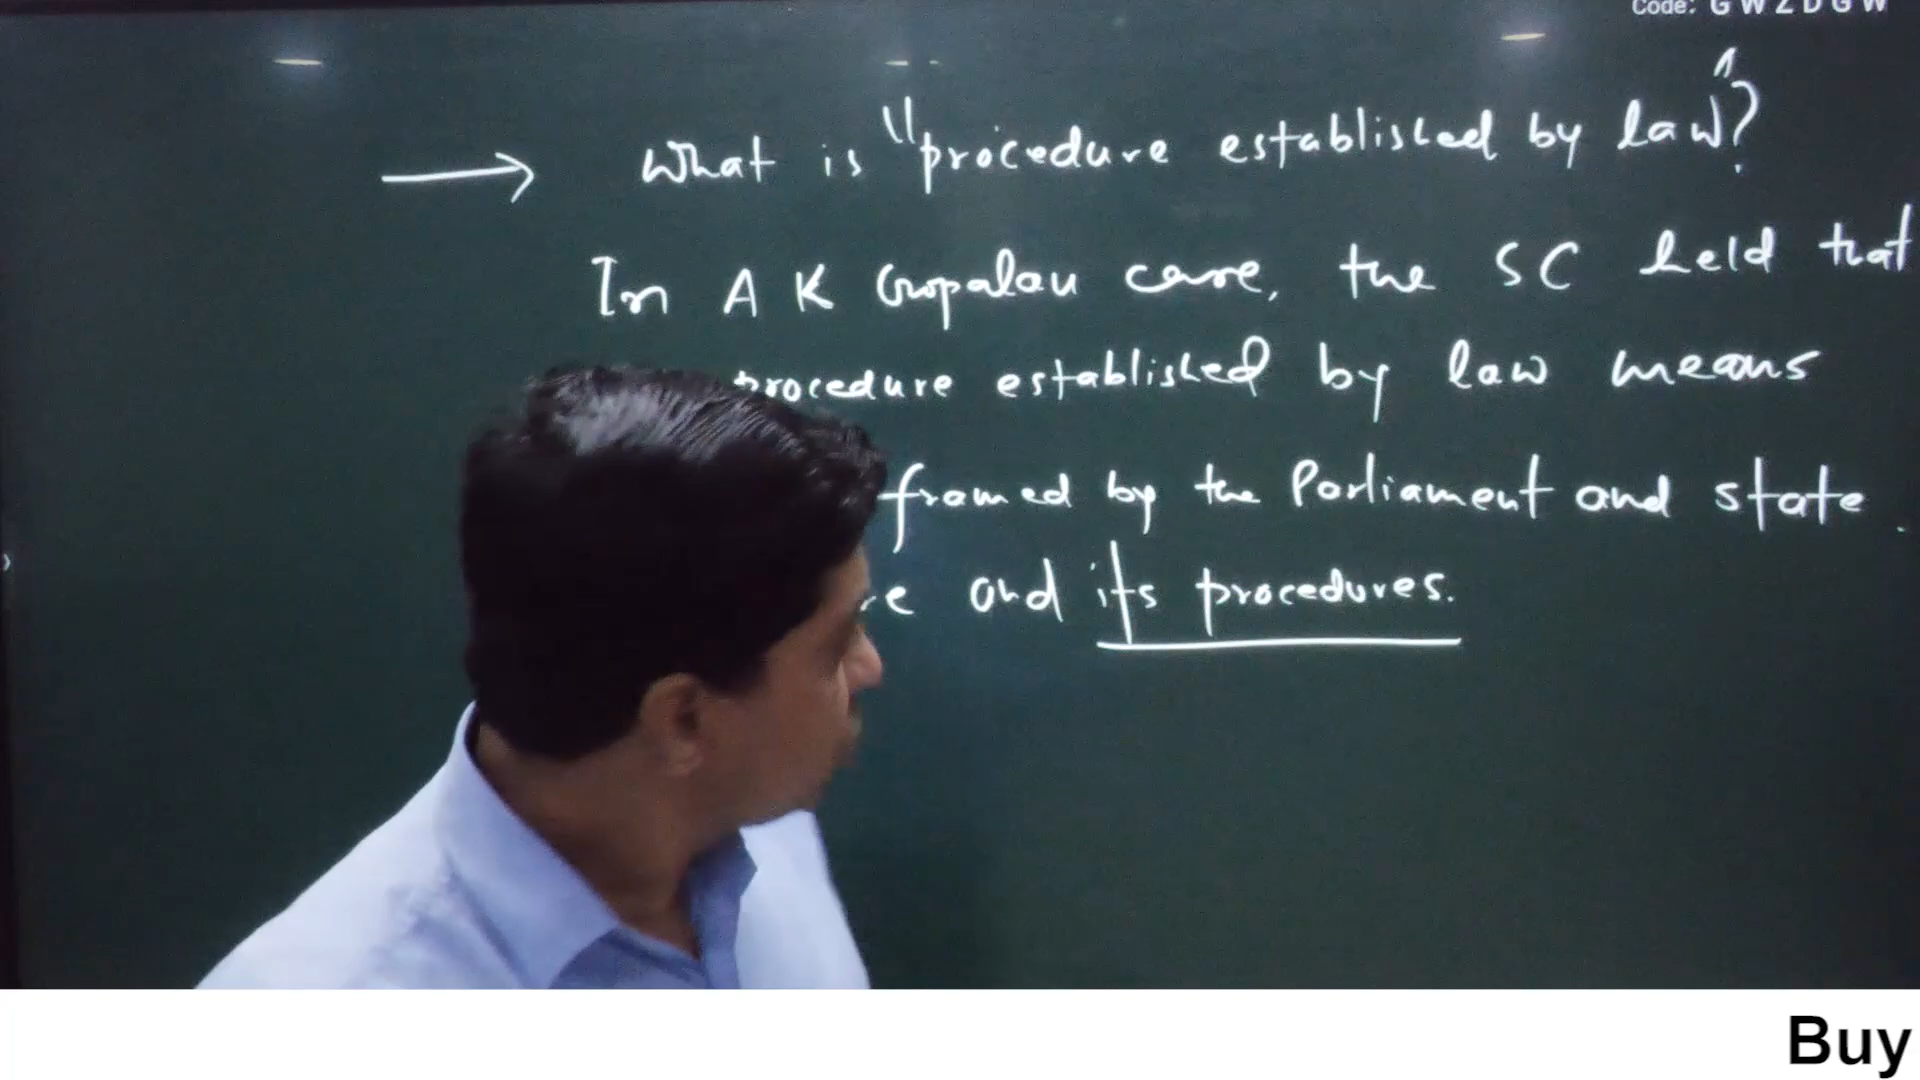 Code: G W Z D G W
→ What is "procedure established by law"?
In A K Gopalan case, the SC held that
procedure established by law means
framed by the Parliament and state
and its procedures.
Buy